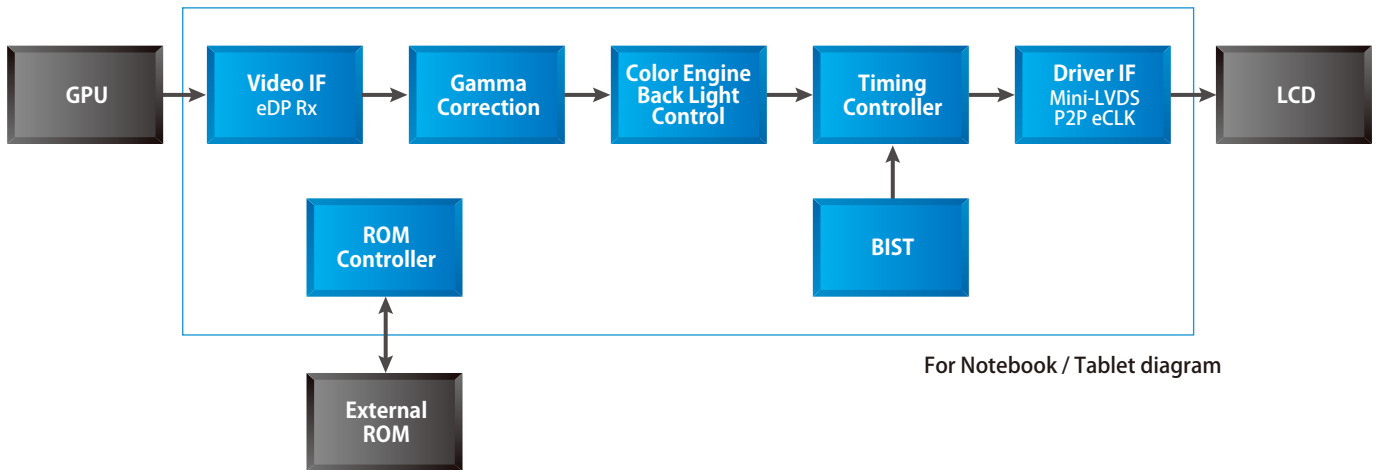 GPU
Video IF
eDP Rx
Gamma
Correction
Color Engine
Back Light
Control
Timing
Controller
Driver IF
Mini-LVDS
P2P eCLK
LCD
ROM
Controller
BIST
For Notebook / Tablet diagram
External
ROM